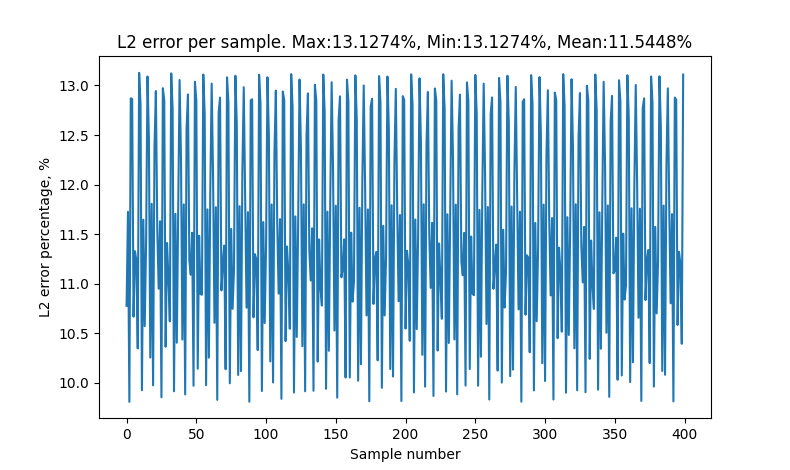 L2 error per sample. Max:13.1274%, Min:13.1274%, Mean:11.5448%
L2 error percentage, %
13.0
12.5
12.0
11.5
11.0
10.5
10.0
0 50 100 150 200 250 300 350 400
Sample number